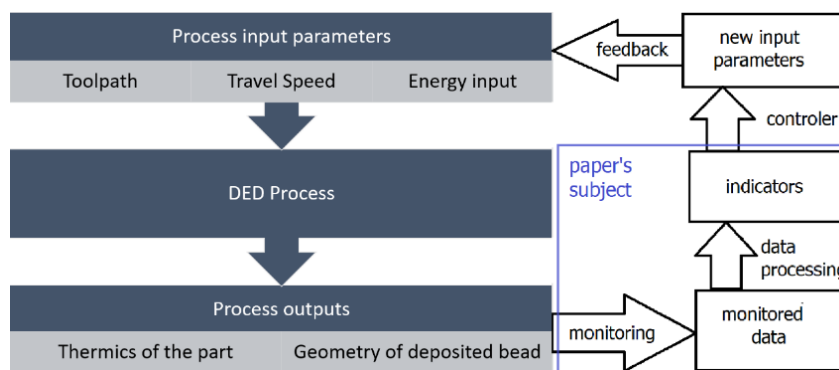 Process input parameters
Toolpath
Travel Speed
Energy input
feedback
new input
parameters
controler
DED Process
paper's
subject
indicators
data
processing
Process outputs
Thermics of the part
Geometry of deposited bead
monitoring
monitored
data